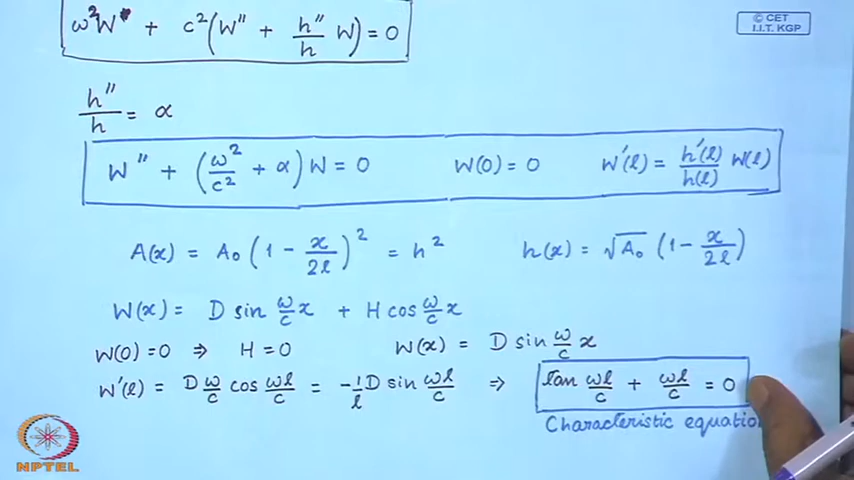 ω²W + c²(W″ + h″/h W) = 0
© CET
I.I.T. KGP
h″/h = α
W″ + (ω²/c² + α) W = 0 W(0) = 0 W′(l) = h′(l)/h(l) W(l)
A(x) = A₀ (1 - x/2l)² = h² h(x) = √A₀ (1 - x/2l)
W(x) = D sin ω/c x + H cos ω/c x
W(0) = 0 ⇒ H = 0 W(x) = D sin ω/c x
W′(l) = D ω/c cos ωl/c = -1/l D sin ωl/c ⇒ tan ωl/c + ωl/c = 0
Characteristic equation
NPTEL